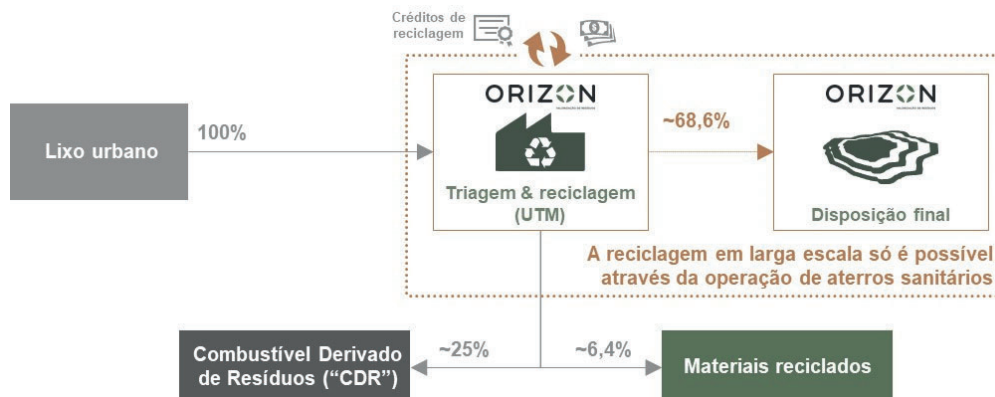 Créditos de
reciclagem
ORIZON
ORIZON
100%
~68,6%
Lixo urbano
Triagem & reciclagem
(UTM)
Disposição final
A reciclagem em larga escala só é possível
através da operação de aterros sanitários
Combustível Derivado
de Resíduos (“CDR”)
~25%
~6,4%
Materiais reciclados